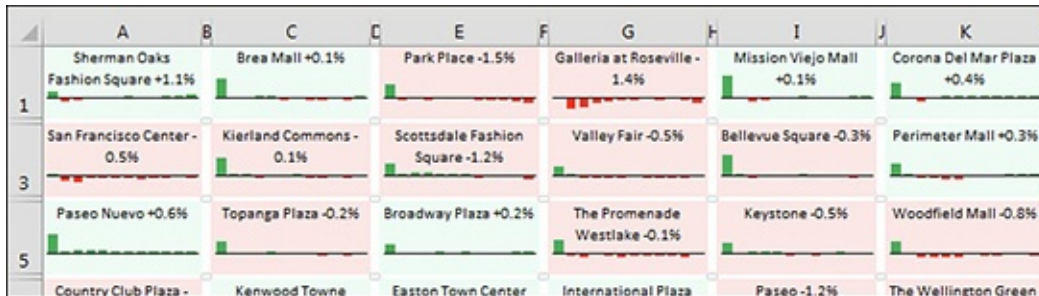 A B C D E F G H I J K
Sherman Oaks
Fashion Square +1.1%
Brea Mall +0.1%
Park Place -1.5%
Galleria at Roseville -
1.4%
Mission Viejo Mall
+0.1%
Corona Del Mar Plaza
+0.4%
1
San Francisco Center -
0.5%
Kierland Commons -
0.1%
Scottsdale Fashion
Square -1.2%
Valley Fair -0.5%
Bellevue Square -0.3%
Perimeter Mall +0.3%
3
Paseo Nuevo +0.6%
Topanga Plaza -0.2%
Broadway Plaza +0.2%
The Promenade
Westlake -0.1%
Keystone -0.5%
Woodfield Mall -0.8%
5
Country Club Plaza -
Kenwood Towne
Easton Town Center
International Plaza
Paseo -1.2%
The Wellington Green